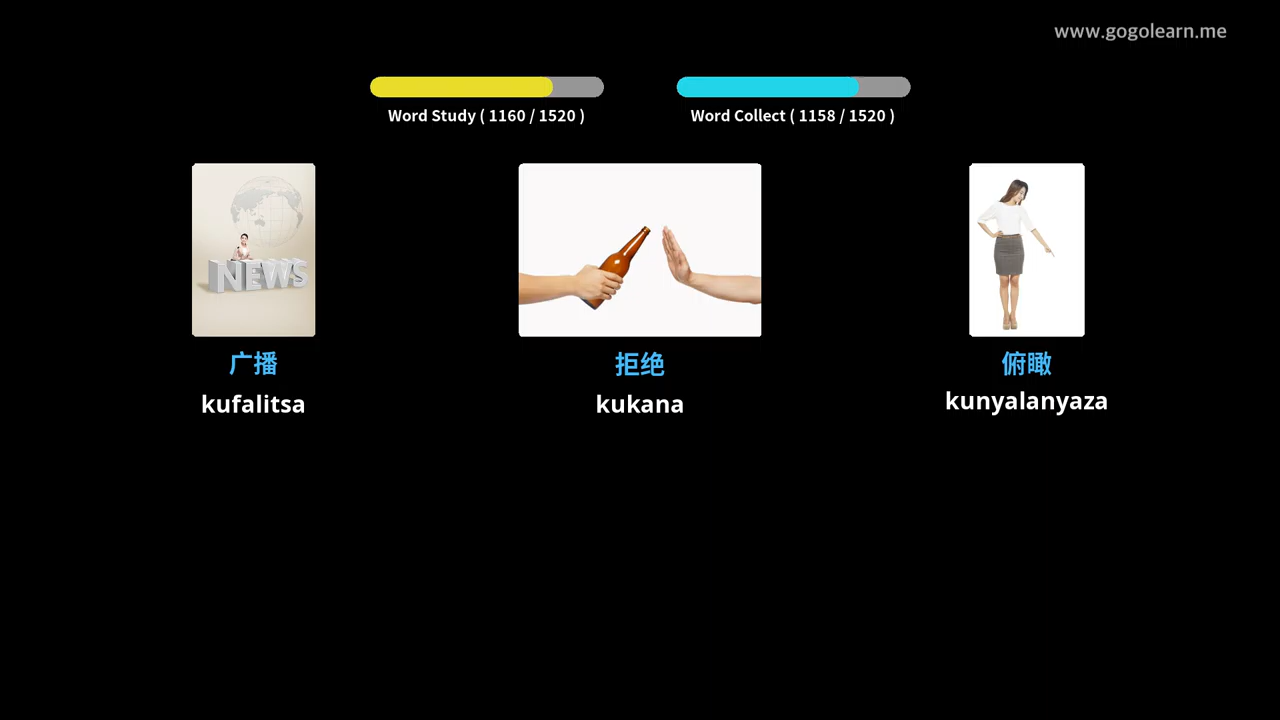 www.gogolearn.me
Word Study ( 1160 / 1520 )
Word Collect ( 1158 / 1520 )
NEWS
广播
拒绝
俯瞰
kufalitsa
kukana
kunyalanyaza